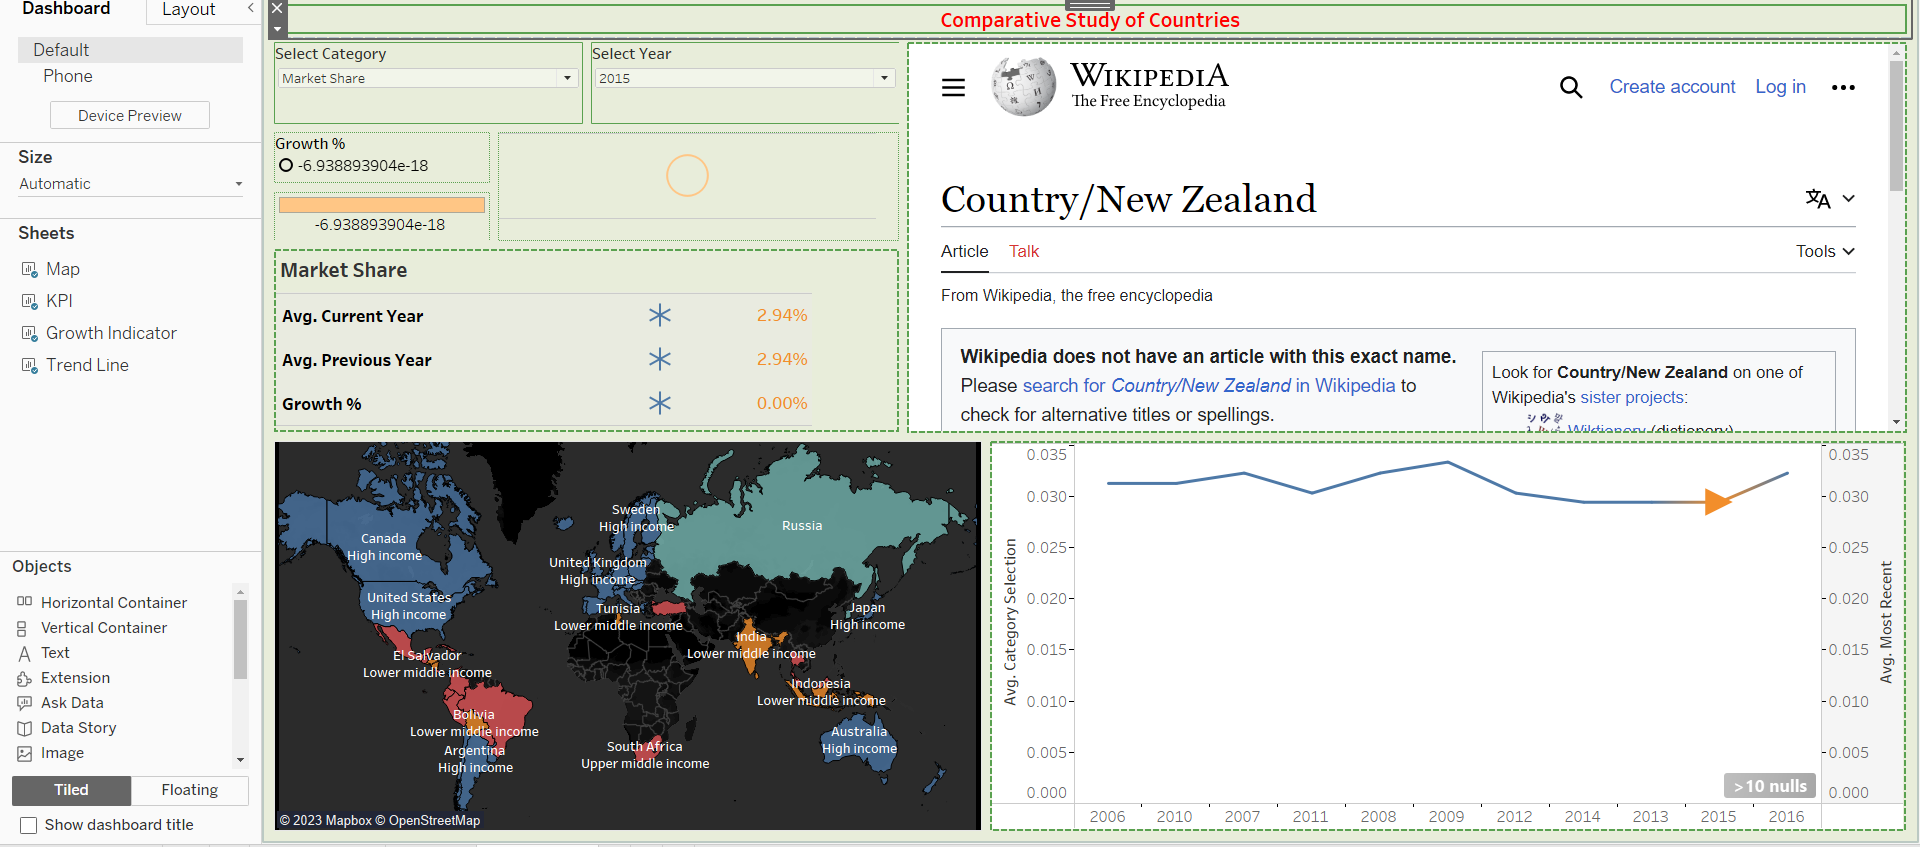 Dashboard
Layout
Default
Phone
Device Preview
Size
Automatic
Sheets
Map
KPI
Growth Indicator
Trend Line
Objects
Horizontal Container
Vertical Container
Text
Extension
Ask Data
Data Story
Image
Tiled
Floating
Show dashboard title
Comparative Study of Countries
Select Category
Market Share
Select Year
2015
Growth %
-6.938893904e-18
-6.938893904e-18
Market Share
Avg. Current Year 2.94%
Avg. Previous Year 2.94%
Growth % 0.00%
WIKIPEDIA
The Free Encyclopedia
Create account
Log in
Country/New Zealand
Article
Talk
Tools
From Wikipedia, the free encyclopedia
Wikipedia does not have an article with this exact name.
Please search for Country/New Zealand in Wikipedia to
check for alternative titles or spellings.
Look for Country/New Zealand on one of
Wikipedia's sister projects:
Wiktionary (dictionary)
Canada
High income
United States
High income
El Salvador
Lower middle income
Bolivia
Lower middle income
Argentina
High income
Sweden
High income
United Kingdom
High income
Tunisia
Lower middle income
South Africa
Upper middle income
Russia
Japan
High income
India
Lower middle income
Indonesia
Lower middle income
Australia
High income
© 2023 Mapbox © OpenStreetMap
Avg. Category Selection
0.035
0.030
0.025
0.020
0.015
0.010
0.005
0.000
Avg. Most Recent
0.035
0.030
0.025
0.020
0.015
0.010
0.005
0.000
>10 nulls
2006 2010 2007 2011 2008 2009 2012 2014 2013 2015 2016